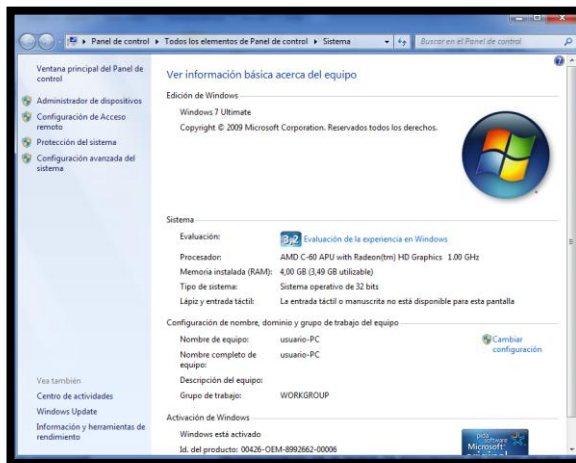 Panel de control ▸ Todos los elementos de Panel de control ▸ Sistema
Buscar en el Panel de control
Ventana principal del Panel de
control
Administrador de dispositivos
Configuración de Acceso
remoto
Protección del sistema
Configuración avanzada del
sistema
Vea también
Centro de actividades
Windows Update
Información y herramientas de
rendimiento
Ver información básica acerca del equipo
Edición de Windows
Windows 7 Ultimate
Copyright © 2009 Microsoft Corporation. Reservados todos los derechos.
Sistema
Evaluación: 3,2 Evaluación de la experiencia en Windows
Procesador: AMD C-60 APU with Radeon(tm) HD Graphics 1.00 GHz
Memoria instalada (RAM): 4,00 GB (3,49 GB utilizable)
Tipo de sistema: Sistema operativo de 32 bits
Lápiz y entrada táctil: La entrada táctil o manuscrita no está disponible para esta pantalla
Configuración de nombre, dominio y grupo de trabajo del equipo
Nombre de equipo: usuario-PC
Cambiar
configuración
Nombre completo de
equipo: usuario-PC
Descripción del equipo:
Grupo de trabajo: WORKGROUP
Activación de Windows
Windows está activado
Id. del producto: 00426-OEM-8992662-00006
pida
software
Microsoft